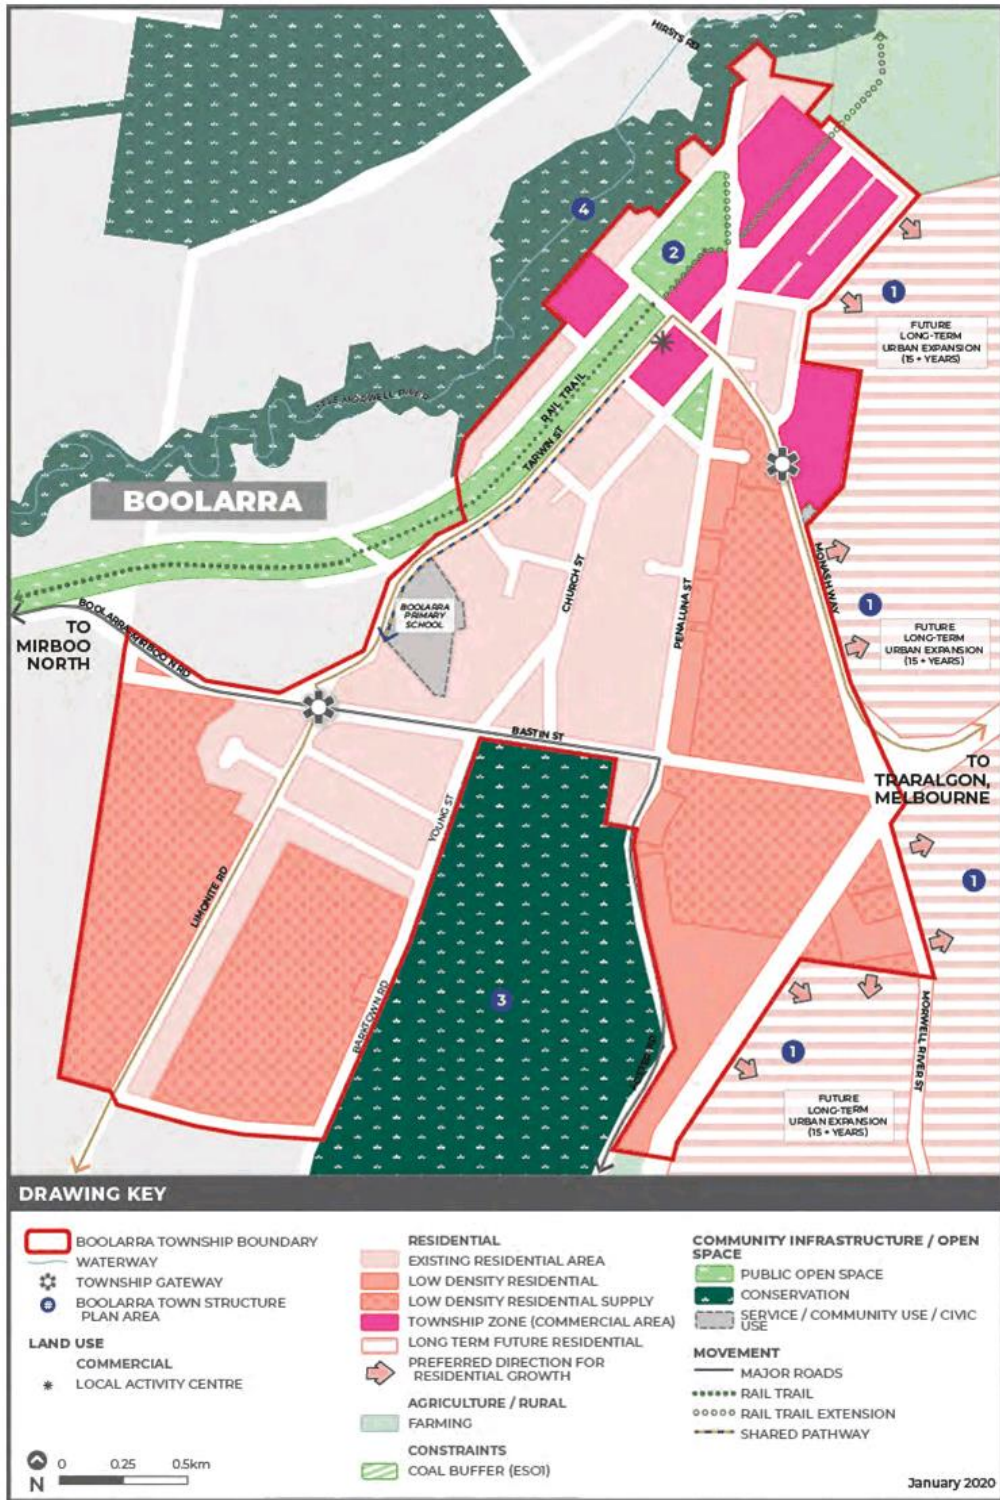 HIRSTS RD
4
2
1
FUTURE
LONG-TERM
URBAN EXPANSION
(15 + YEARS)
RAIL TRAIL
TARWIN ST
BOOLARRA
CHURCH ST
PENALUNA ST
MONASH WAY
BOOLARRA
PRIMARY
SCHOOL
1
FUTURE
LONG-TERM
URBAN EXPANSION
(15 + YEARS)
TO
MIRBOO
NORTH
BOOLARRA-MIRBOO N RD
BASTIN ST
TO
TRARALGON,
MELBOURNE
YOUNG ST
LIMONITE RD
1
3
BARKTOWN RD
MORWELL RIVER ST
1
FUTURE
LONG-TERM
URBAN EXPANSION
(15 + YEARS)
DRAWING KEY
BOOLARRA TOWNSHIP BOUNDARY
WATERWAY
TOWNSHIP GATEWAY
#
BOOLARRA TOWN STRUCTURE
PLAN AREA
LAND USE
COMMERCIAL
LOCAL ACTIVITY CENTRE
0 0.25 0.5km
N
RESIDENTIAL
EXISTING RESIDENTIAL AREA
LOW DENSITY RESIDENTIAL
LOW DENSITY RESIDENTIAL SUPPLY
TOWNSHIP ZONE (COMMERCIAL AREA)
LONG TERM FUTURE RESIDENTIAL
PREFERRED DIRECTION FOR
RESIDENTIAL GROWTH
AGRICULTURE / RURAL
FARMING
CONSTRAINTS
COAL BUFFER (ESO1)
COMMUNITY INFRASTRUCTURE / OPEN
SPACE
PUBLIC OPEN SPACE
CONSERVATION
SERVICE / COMMUNITY USE / CIVIC
USE
MOVEMENT
MAJOR ROADS
RAIL TRAIL
RAIL TRAIL EXTENSION
SHARED PATHWAY
January 2020